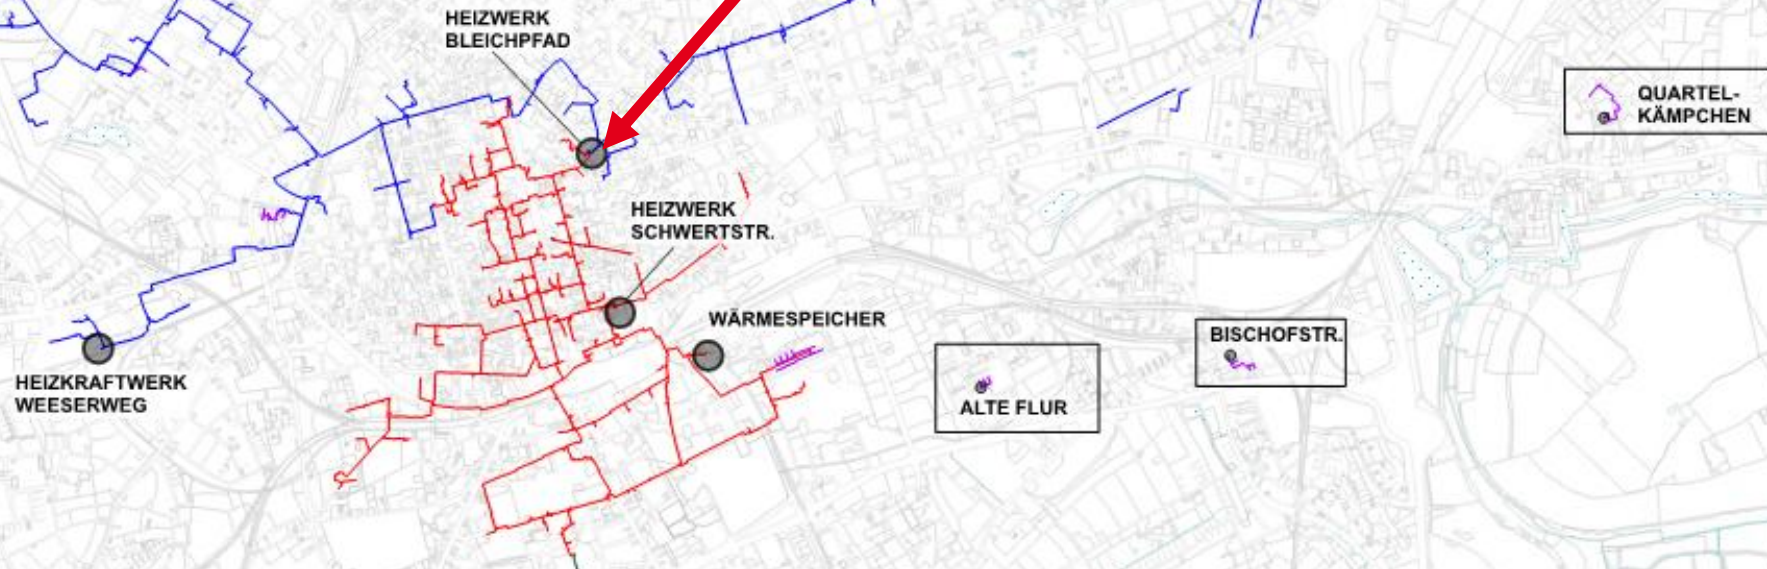 HEIZWERK
BLEICHPFAD
QUARTEL-
KÄMPCHEN
HEIZWERK
SCHWERTSTR.
WÄRMESPEICHER
BISCHOFSTR.
HEIZKRAFTWERK
WEESERWEG
ALTE FLUR